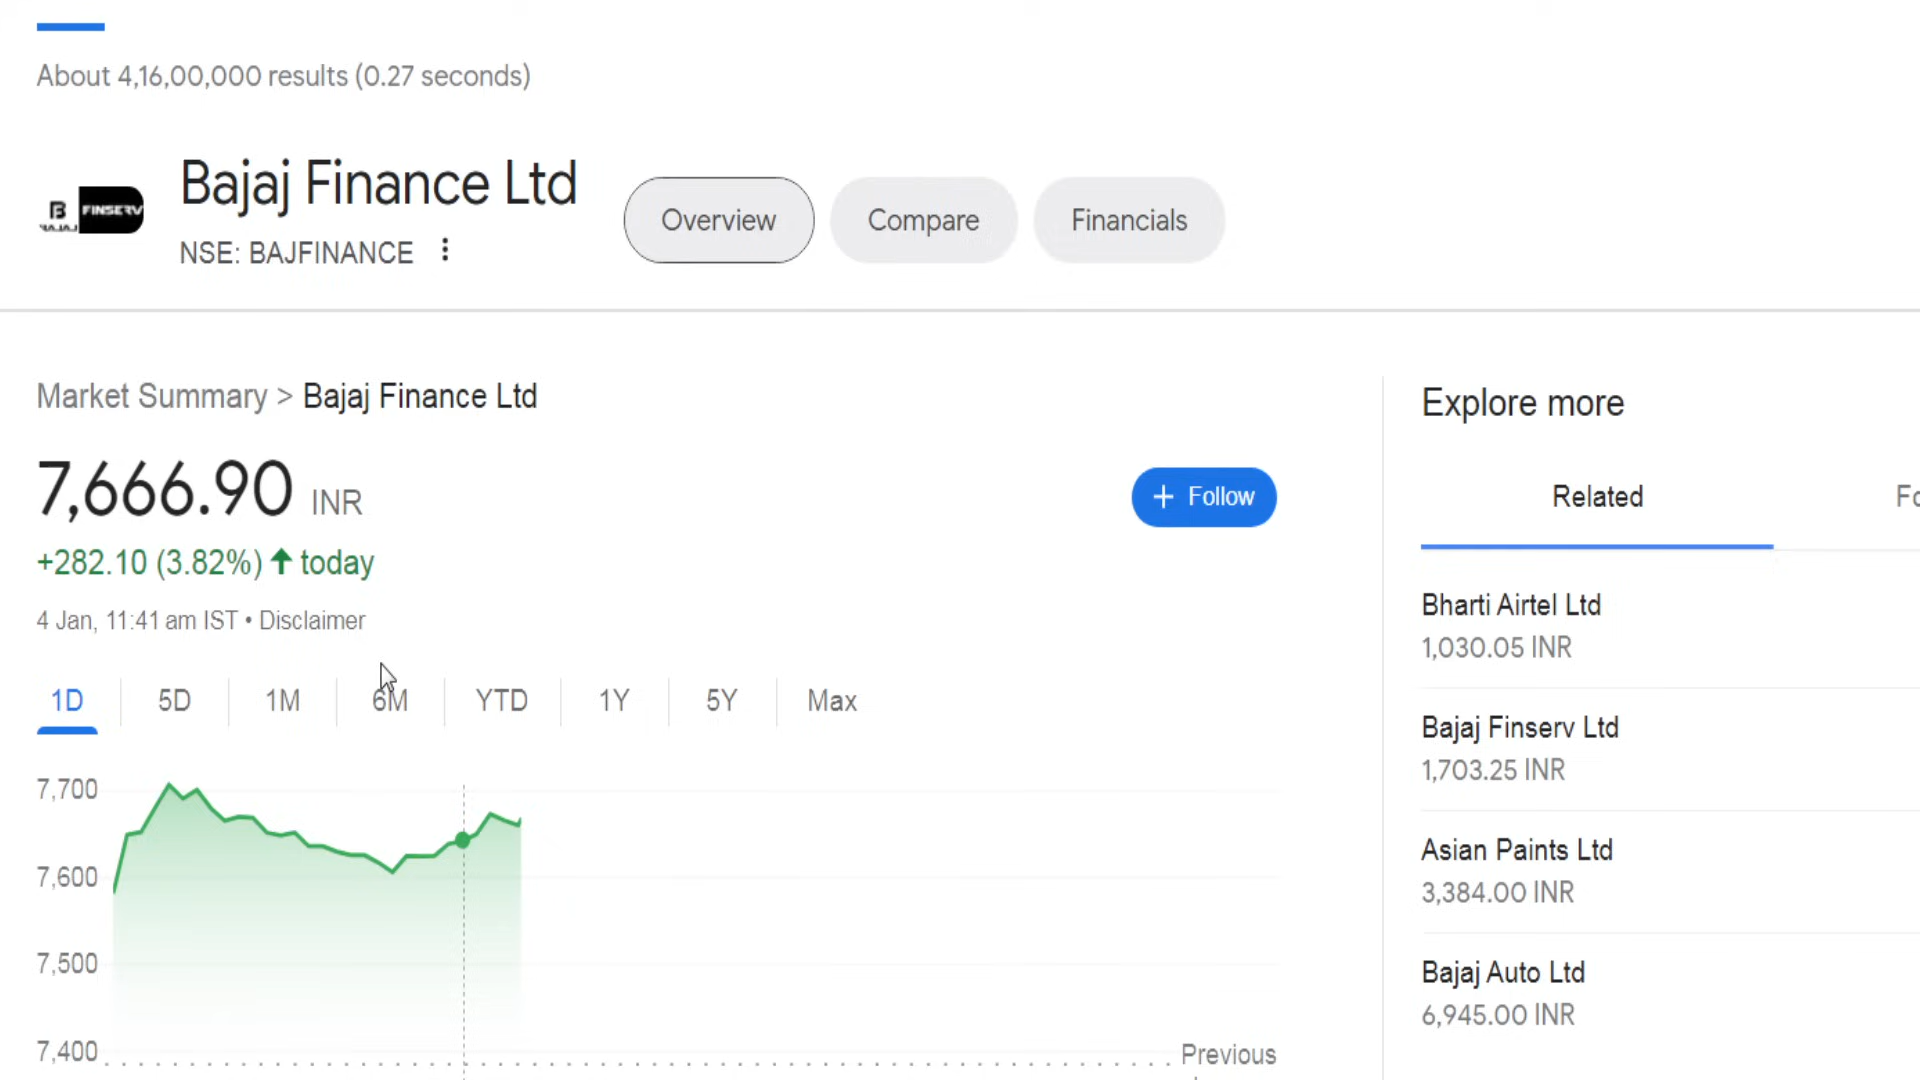 About 4,16,00,000 results (0.27 seconds)
Bajaj Finance Ltd
NSE: BAJFINANCE
FINSERV
Overview
Compare
Financials
Market Summary > Bajaj Finance Ltd
7,666.90 INR
+282.10 (3.82%) ↑ today
4 Jan, 11:41 am IST • Disclaimer
+ Follow
1D 5D 1M 6M YTD 1Y 5Y Max
7,700
7,600
7,500
7,400
Previous
Explore more
Related
Bharti Airtel Ltd
1,030.05 INR
Bajaj Finserv Ltd
1,703.25 INR
Asian Paints Ltd
3,384.00 INR
Bajaj Auto Ltd
6,945.00 INR